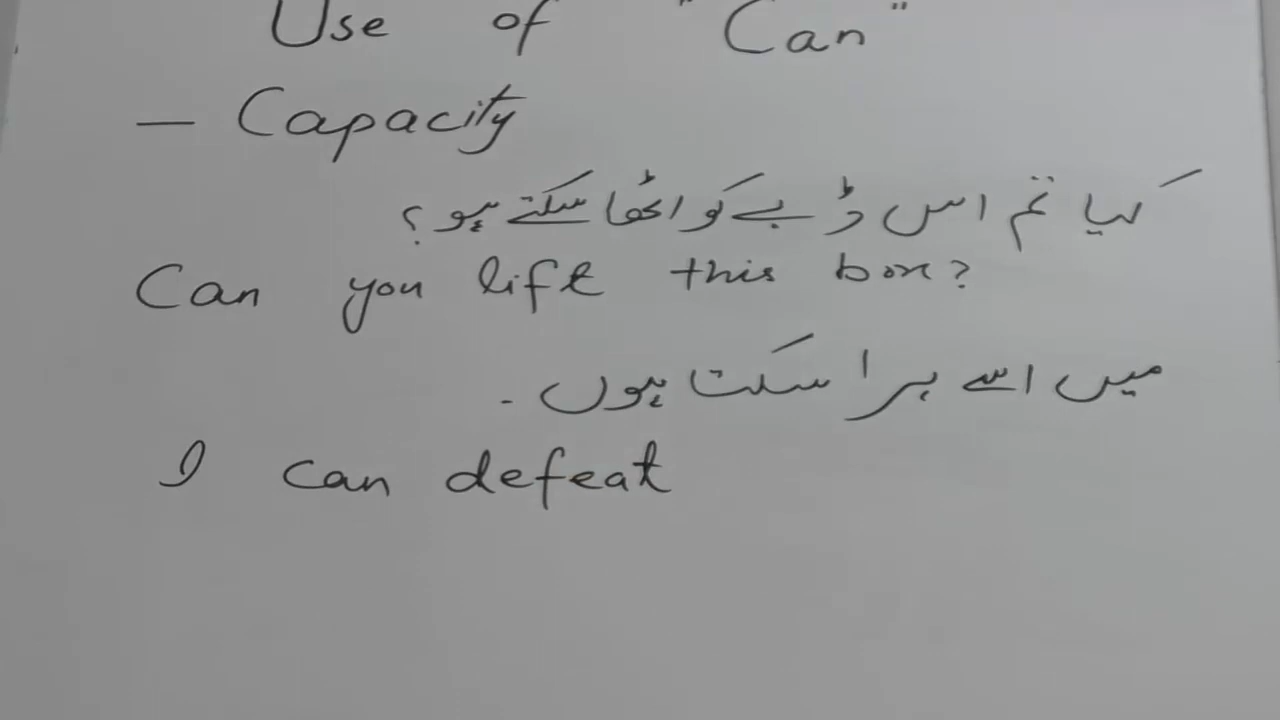 Use of "Can"
— Capacity
کیا تم اس ڈبے کو اٹھا سکتے ہو؟
Can you lift this box?
میں اسے ہرا سکتا ہوں ۔
I can defeat